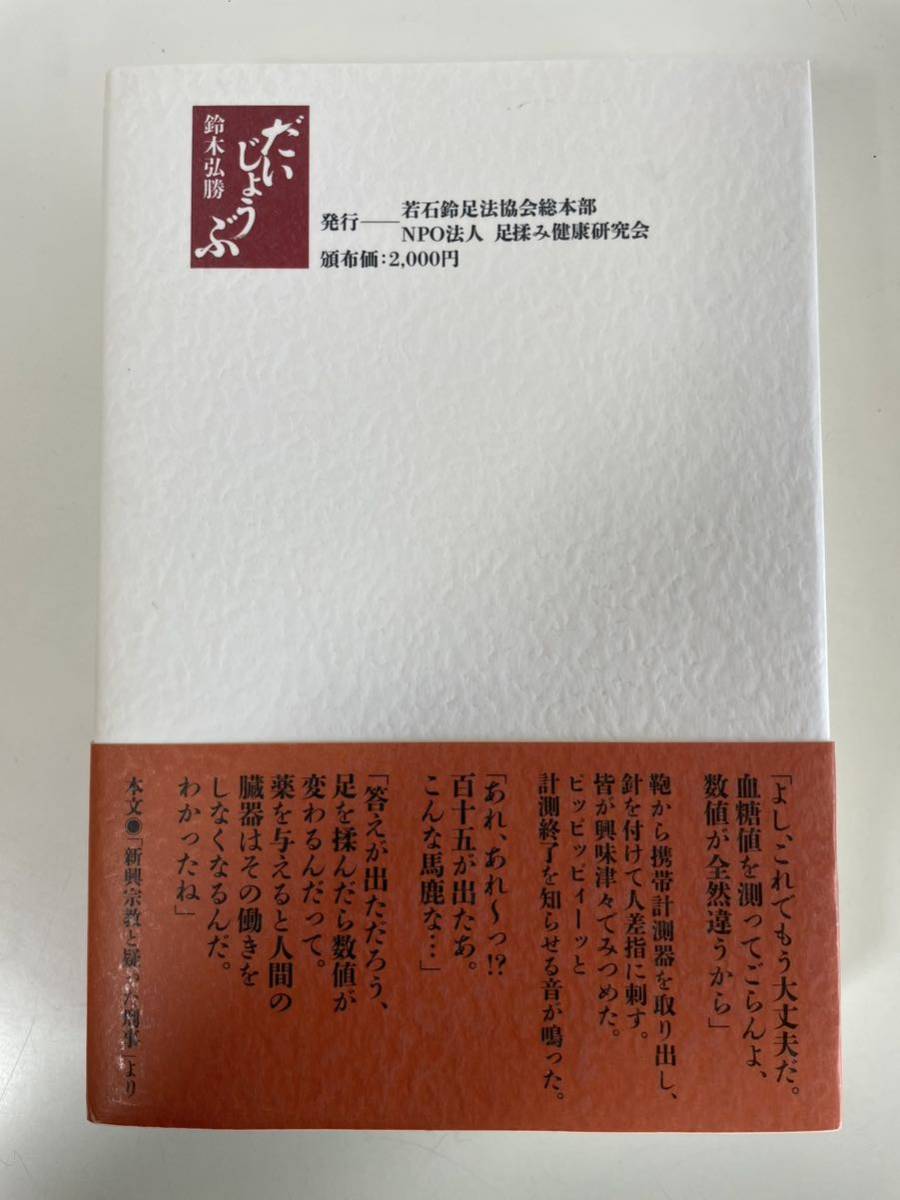 だいじょうぶ
鈴木弘勝
発行――若石鈴足法協会総本部
NPO法人 足揉み健康研究会
頒布価：2,000円
「よし、これでもう大丈夫だ。
血糖値を測ってごらんよ、
数値が全然違うから」
鞄から携帯計測器を取り出し、
針を付けて人差指に刺す。
皆が興味津々でみつめた。
ピッピッピィーッと
計測終了を知らせる音が鳴った。
「あれ、あれ〜っ!?
百十五が出たあ。
こんな馬鹿な…」
「答えが出ただろう、
足を揉んだら数値が
変わるんだって。
薬を与えると人間の
臓器はその働きを
しなくなるんだ。
わかったね」
本文●「新興宗教と疑った刑事」より